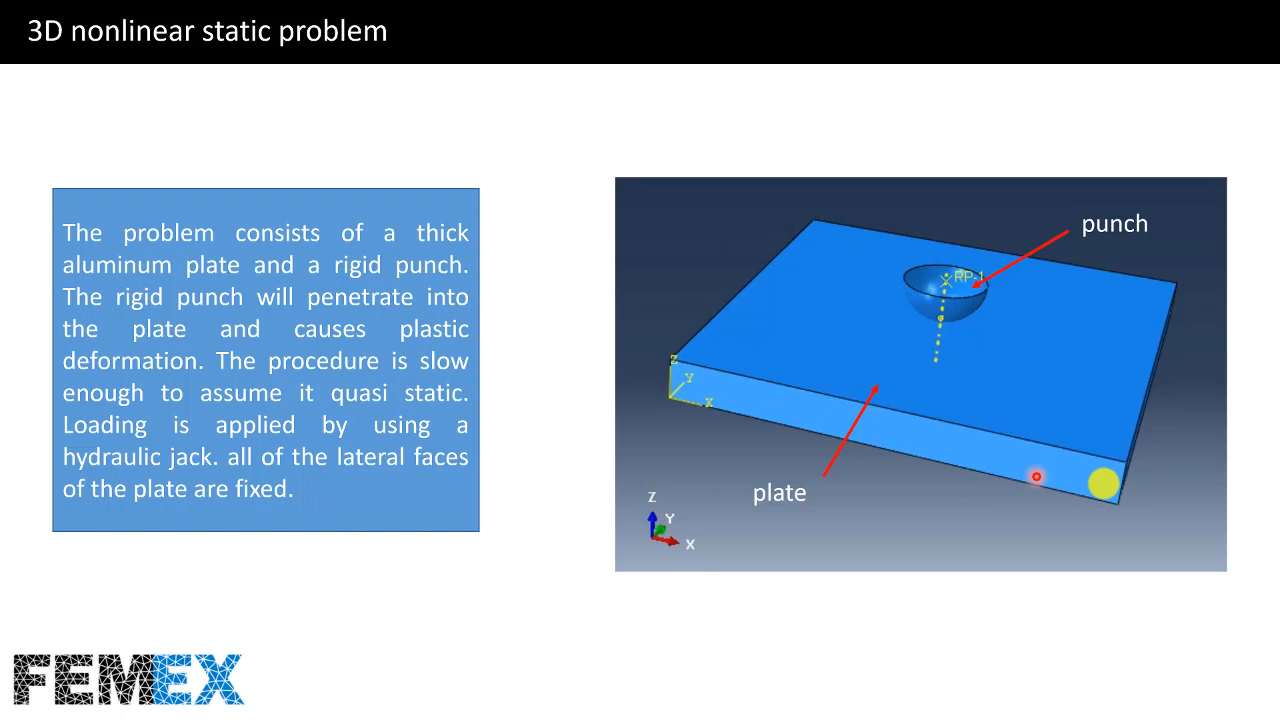 3D nonlinear static problem
The problem consists of a thick
aluminum plate and a rigid punch.
The rigid punch will penetrate into
the plate and causes plastic
deformation. The procedure is slow
enough to assume it quasi static.
Loading is applied by using a
hydraulic jack. all of the lateral faces
of the plate are fixed.
punch
RP-1
Z
Y
X
plate
Z
Y
X
FEMEX